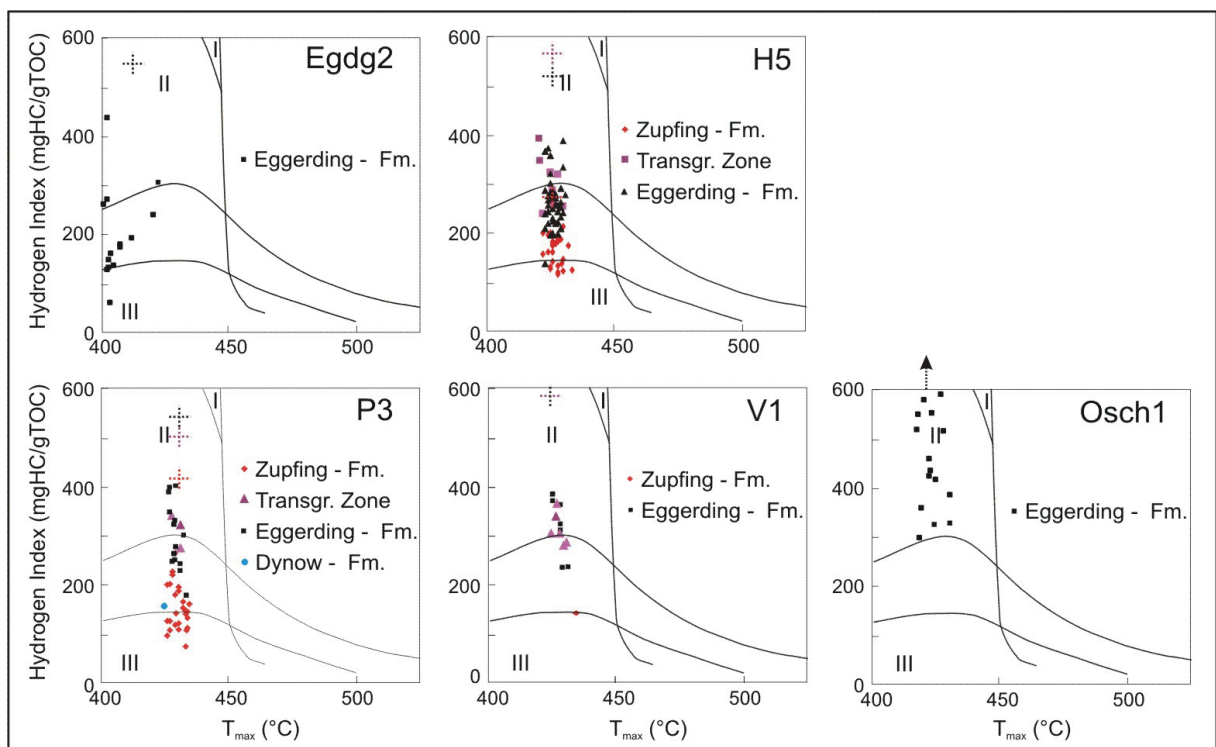 Egdg2
I
II
III
Eggerding - Fm.
Hydrogen Index (mgHC/gTOC)
600
400
200
0
400
450
500
H5
I
II
III
Zupfing - Fm.
Transgr. Zone
Eggerding - Fm.
600
400
200
0
400
450
500
P3
I
II
III
Zupfing - Fm.
Transgr. Zone
Eggerding - Fm.
Dynow - Fm.
Hydrogen Index (mgHC/gTOC)
600
400
200
0
400
450
500
Tmax (°C)
V1
I
II
III
Zupfing - Fm.
Eggerding - Fm.
600
400
200
0
400
450
500
Tmax (°C)
Osch1
I
II
III
Eggerding - Fm.
600
400
200
0
400
450
500
Tmax (°C)